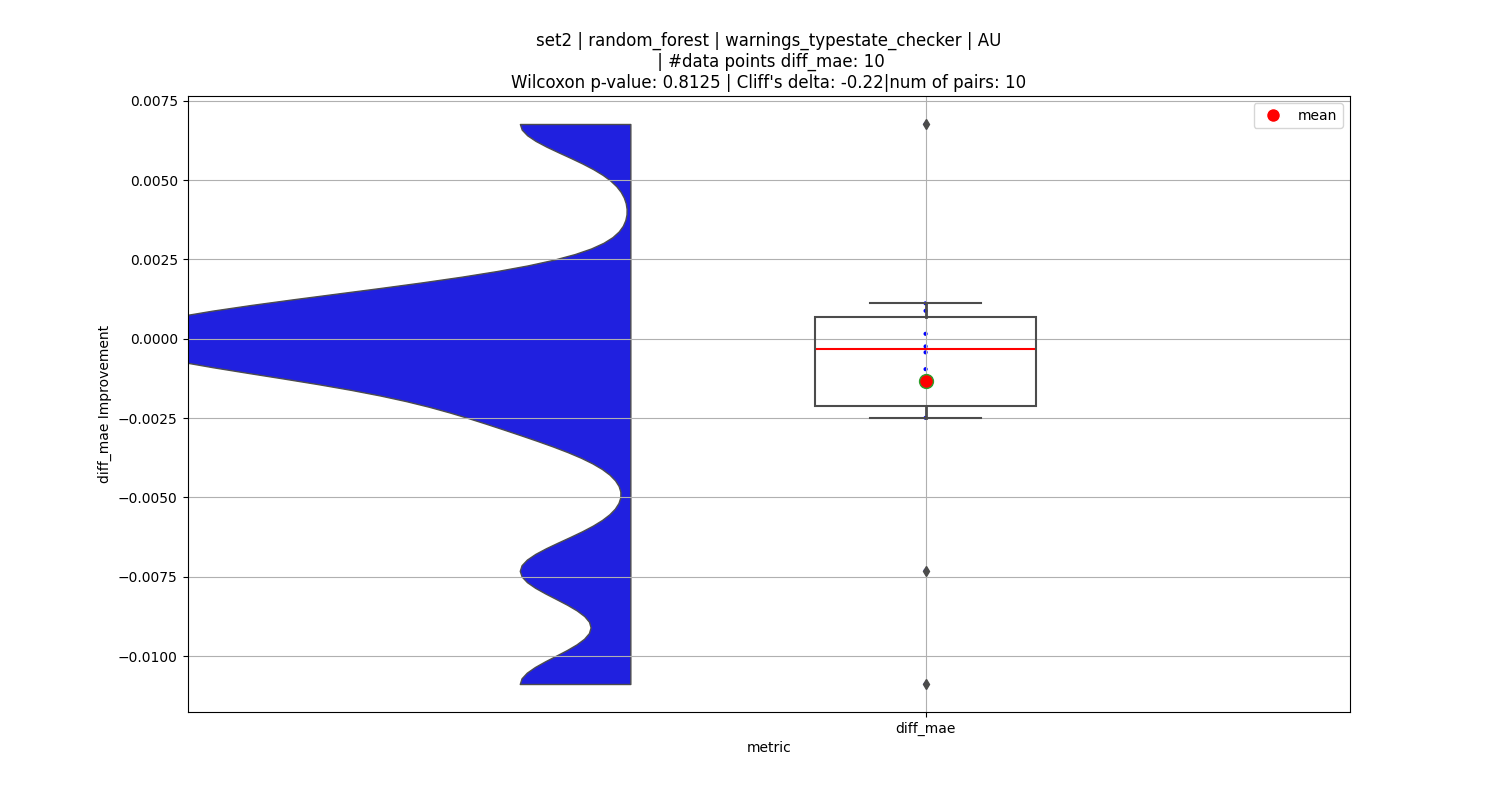 set2 | random_forest | warnings_typestate_checker | AU
| #data points diff_mae: 10
Wilcoxon p-value: 0.8125 | Cliff's delta: -0.22|num of pairs: 10
mean
0.0075
0.0050
0.0025
0.0000
−0.0025
−0.0050
−0.0075
−0.0100
diff_mae Improvement
diff_mae
metric